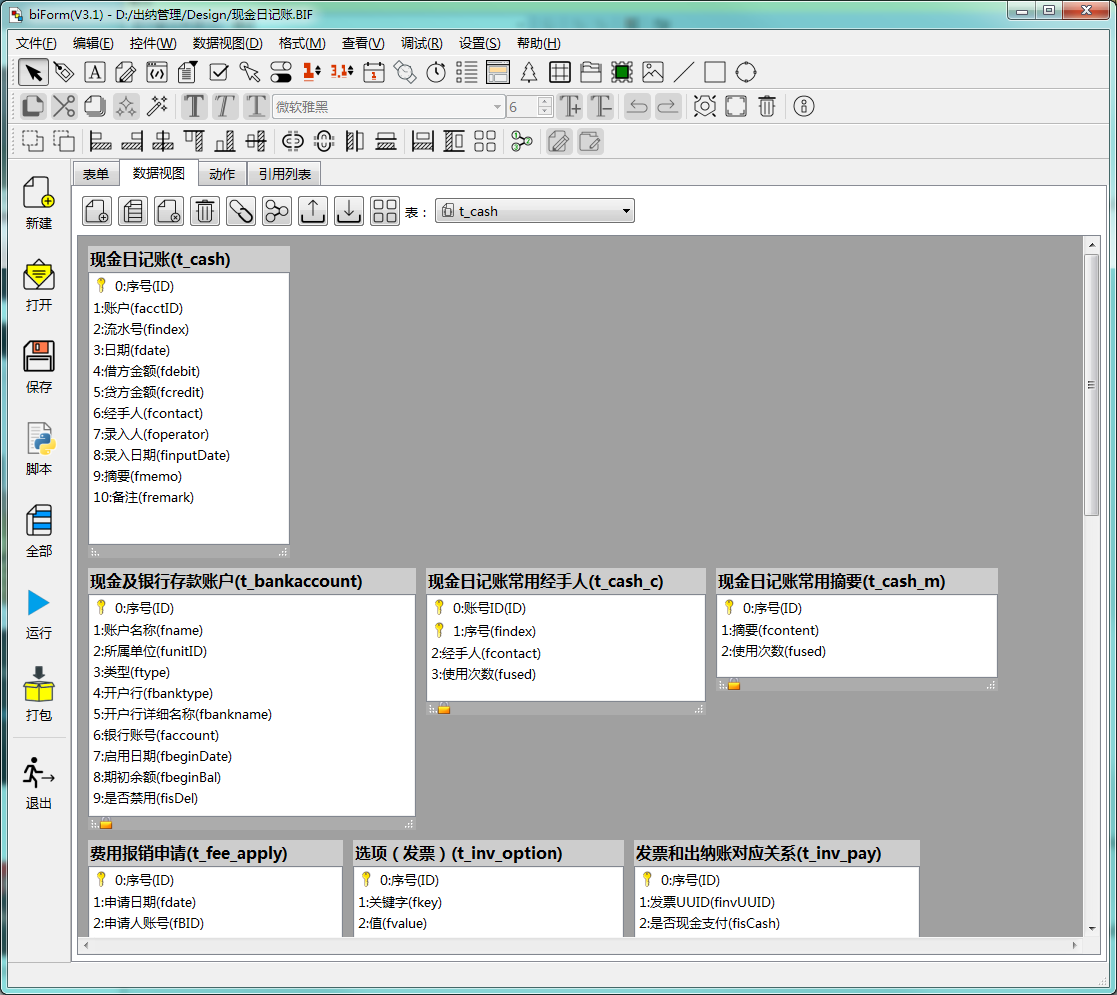 biForm(V3.1) - D:/出纳管理/Design/现金日记账.BIF
文件(F) 编辑(E) 控件(W) 数据视图(D) 格式(M) 查看(V) 调试(R) 设置(S) 帮助(H)
微软雅黑 6
表单 数据视图 动作 引用列表
表： t_cash
新建
打开
保存
脚本
全部
运行
打包
退出
现金日记账(t_cash)
0:序号(ID)
1:账户(facctID)
2:流水号(findex)
3:日期(fdate)
4:借方金额(fdebit)
5:贷方金额(fcredit)
6:经手人(fcontact)
7:录入人(foperator)
8:录入日期(finputDate)
9:摘要(fmemo)
10:备注(fremark)
现金及银行存款账户(t_bankaccount)
0:序号(ID)
1:账户名称(fname)
2:所属单位(funitID)
3:类型(ftype)
4:开户行(fbanktype)
5:开户行详细名称(fbankname)
6:银行账号(faccount)
7:启用日期(fbeginDate)
8:期初余额(fbeginBal)
9:是否禁用(fisDel)
现金日记账常用经手人(t_cash_c)
0:账号ID(ID)
1:序号(findex)
2:经手人(fcontact)
3:使用次数(fused)
现金日记账常用摘要(t_cash_m)
0:序号(ID)
1:摘要(fcontent)
2:使用次数(fused)
费用报销申请(t_fee_apply)
0:序号(ID)
1:申请日期(fdate)
2:申请人账号(fBID)
选项（发票）(t_inv_option)
0:序号(ID)
1:关键字(fkey)
2:值(fvalue)
发票和出纳账对应关系(t_inv_pay)
0:序号(ID)
1:发票UUID(finvUUID)
2:是否现金支付(fisCash)